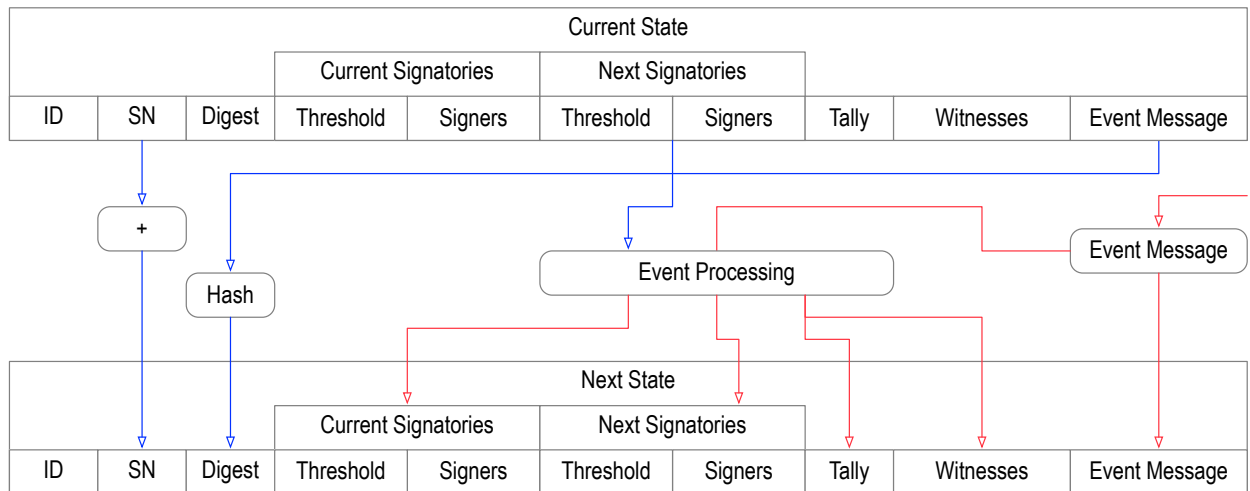 Current State
Current Signatories Next Signatories
ID SN Digest Threshold Signers Threshold Signers Tally Witnesses Event Message
+
Event Message
Event Processing
Hash
Next State
Current Signatories Next Signatories
ID SN Digest Threshold Signers Threshold Signers Tally Witnesses Event Message